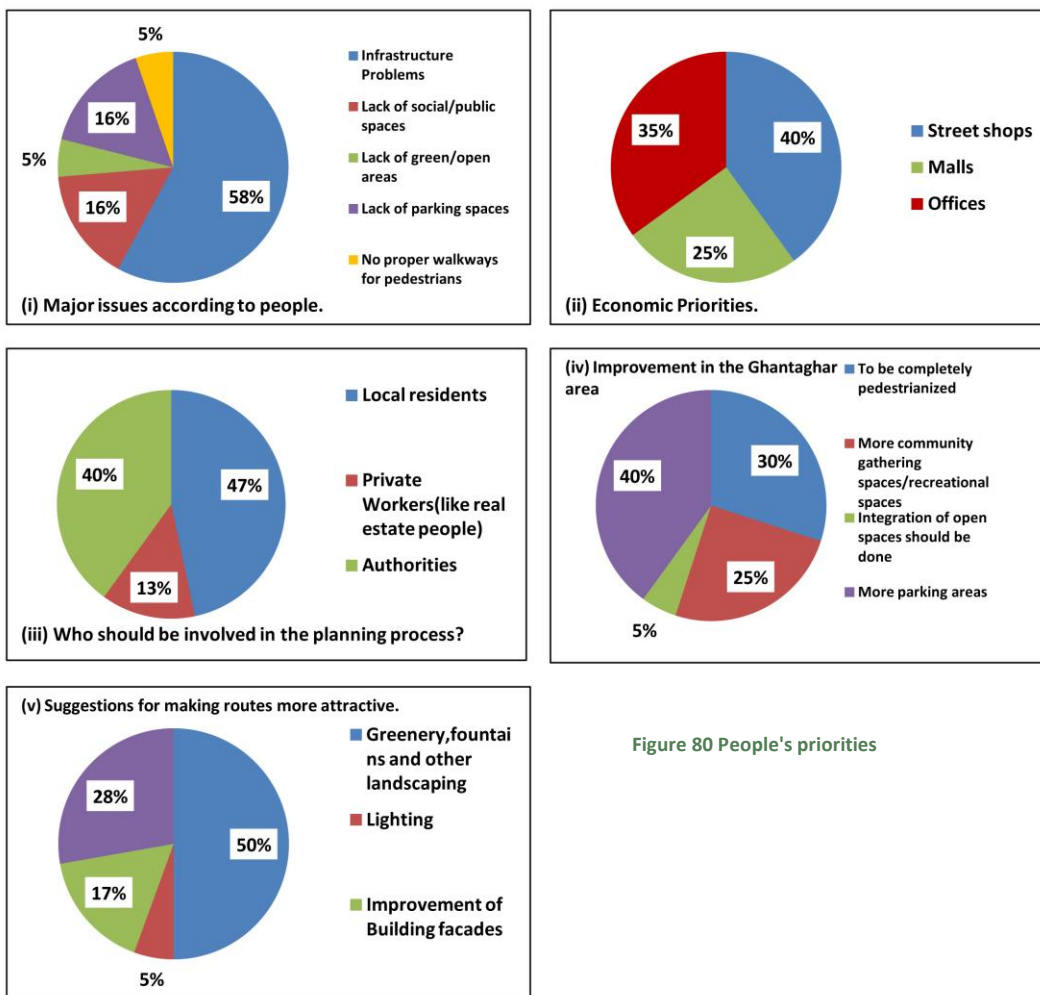 5%
16%
5%
16%
58%
Infrastructure
Problems
Lack of social/public
spaces
Lack of green/open
areas
Lack of parking spaces
No proper walkways
for pedestrians
(i) Major issues according to people.
35%
40%
25%
Street shops
Malls
Offices
(ii) Economic Priorities.
40%
47%
13%
Local residents
Private
Workers(like real
estate people)
Authorities
(iii) Who should be involved in the planning process?
(iv) Improvement in the Ghantaghar
area
40%
30%
25%
5%
To be completely
pedestrianized
More community
gathering
spaces/recreational
spaces
Integration of open
spaces should be
done
More parking areas
(v) Suggestions for making routes more attractive.
28%
50%
17%
5%
Greenery,fountai
ns and other
landscaping
Lighting
Improvement of
Building facades
Figure 80 People's priorities